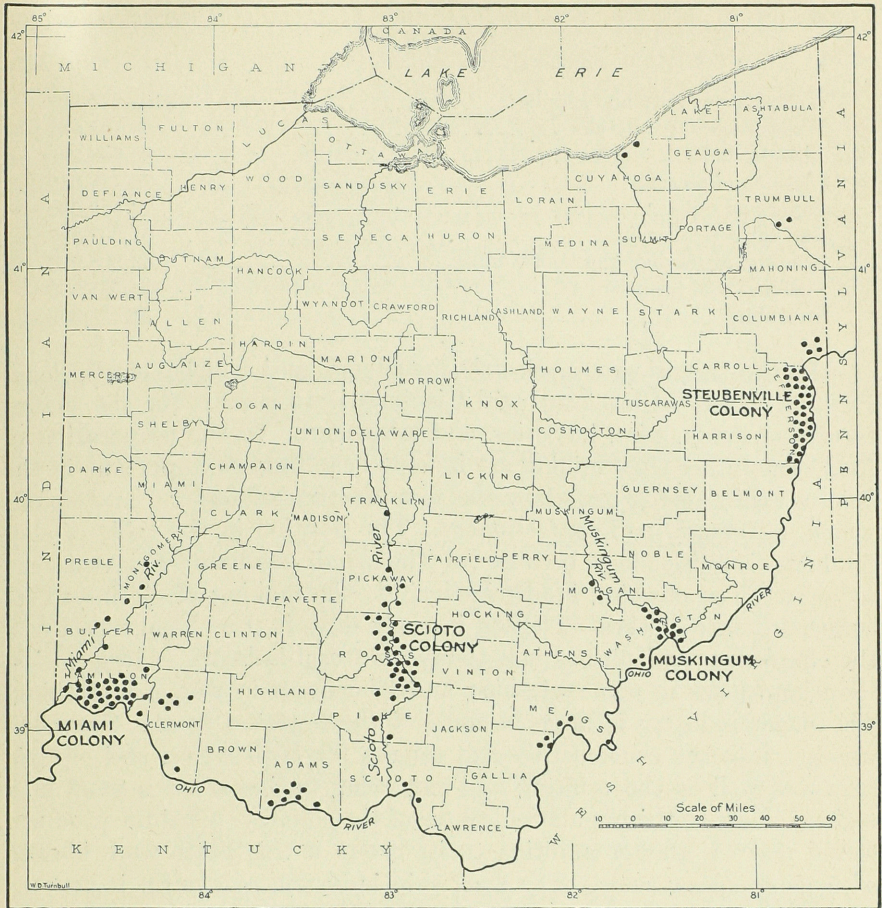 85° 84° 83° 82° 81°
42° 42°
CANADA
MICHIGAN
LAKE ERIE
LAKE ASHTABULA
WILLIAMS FULTON LUCAS
OTTAWA
GEAUGA
DEFIANCE HENRY WOOD SANDUSKY ERIE CUYAHOGA
LORAIN TRUMBULL
PAULDING SENECA HURON MEDINA SUMMIT PORTAGE
PUTNAM
41° HANCOCK MAHONING 41°
VAN WERT WYANDOT CRAWFORD RICHLAND ASHLAND WAYNE STARK COLUMBIANA
ALLEN
HARDIN
MERCER AUGLAIZE MARION HOLMES CARROLL
MORROW
JEFFERSON
STEUBENVILLE
COLONY
LOGAN KNOX TUSCARAWAS
SHELBY UNION DELAWARE COSHOCTON HARRISON
DARKE MIAMI CHAMPAIGN LICKING
GUERNSEY BELMONT
40° 40°
CLARK MADISON FRANKLIN MUSKINGUM
PREBLE MONTGOMERY GREENE FAIRFIELD PERRY NOBLE MONROE
Riv.
River
Muskingum
Riv.
PICKAWAY
FAYETTE MORGAN
RIVER
HOCKING
BUTLER WARREN CLINTON ROSS ATHENS WASHINGTON
SCIOTO
COLONY
Miami
HAMILTON
VINTON
MUSKINGUM
COLONY
OHIO
HIGHLAND
PIKE
MEIGS
MIAMI
COLONY
CLERMONT
39° 39°
JACKSON
BROWN
ADAMS
Scioto
SCIOTO GALLIA
OHIO
RIVER
LAWRENCE
INDIANA
PENNSYLVANIA
WEST VIRGINIA
KENTUCKY
Scale of Miles
10 0 10 20 30 40 50 60
W.D Turnbull
84° 83° 82° 81°